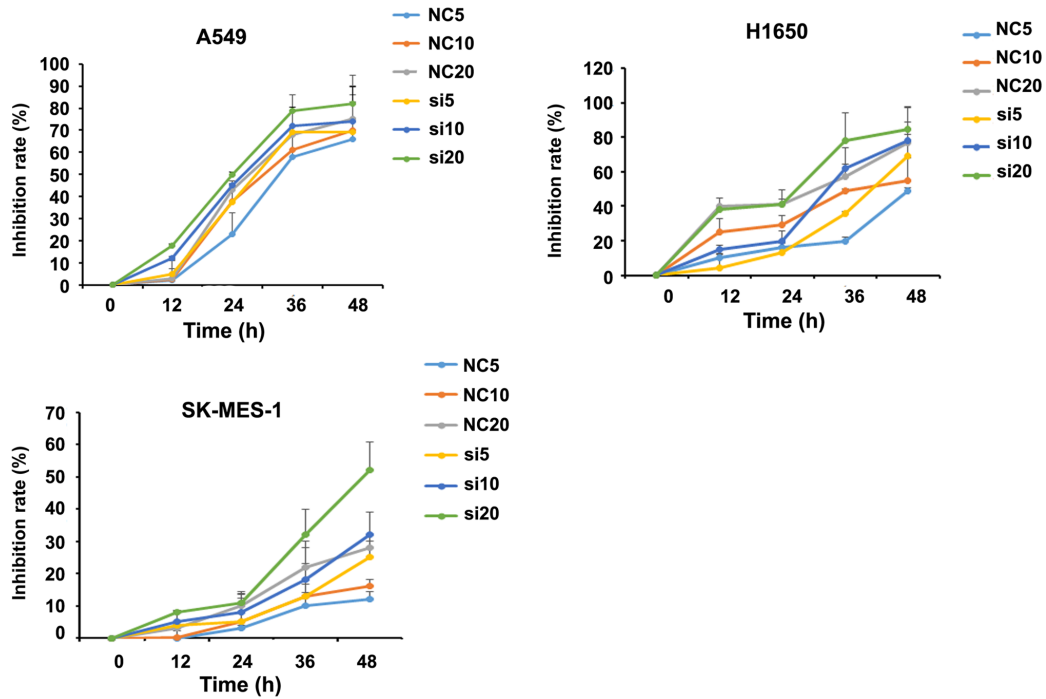 A549
NC5
NC10
NC20
si5
si10
si20
Inhibition rate (%)
100
90
80
70
60
50
40
30
20
10
0
0 12 24 36 48
Time (h)
H1650
NC5
NC10
NC20
si5
si10
si20
Inhibition rate (%)
120
100
80
60
40
20
0
0 12 24 36 48
Time (h)
SK-MES-1
NC5
NC10
NC20
si5
si10
si20
Inhibition rate (%)
70
60
50
40
30
20
10
0
0 12 24 36 48
Time (h)